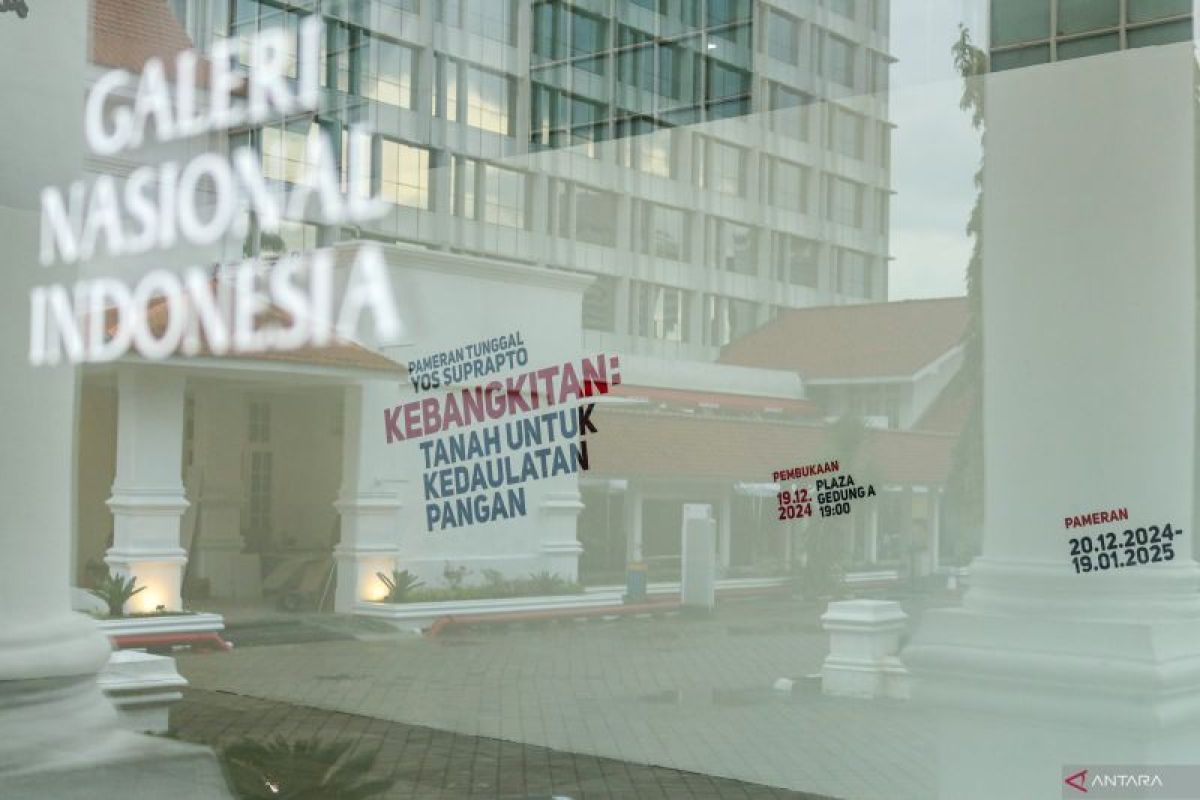 GALERI
NASIONAL
INDONESIA
PAMERAN TUNGGAL
YOS SUPRAPTO
KEBANGKITAN:
TANAH UNTUK
KEDAULATAN
PANGAN
PEMBUKAAN
19.12. PLAZA
2024 GEDUNG A
19:00
PAMERAN
20.12.2024-
19.01.2025
ANTARA